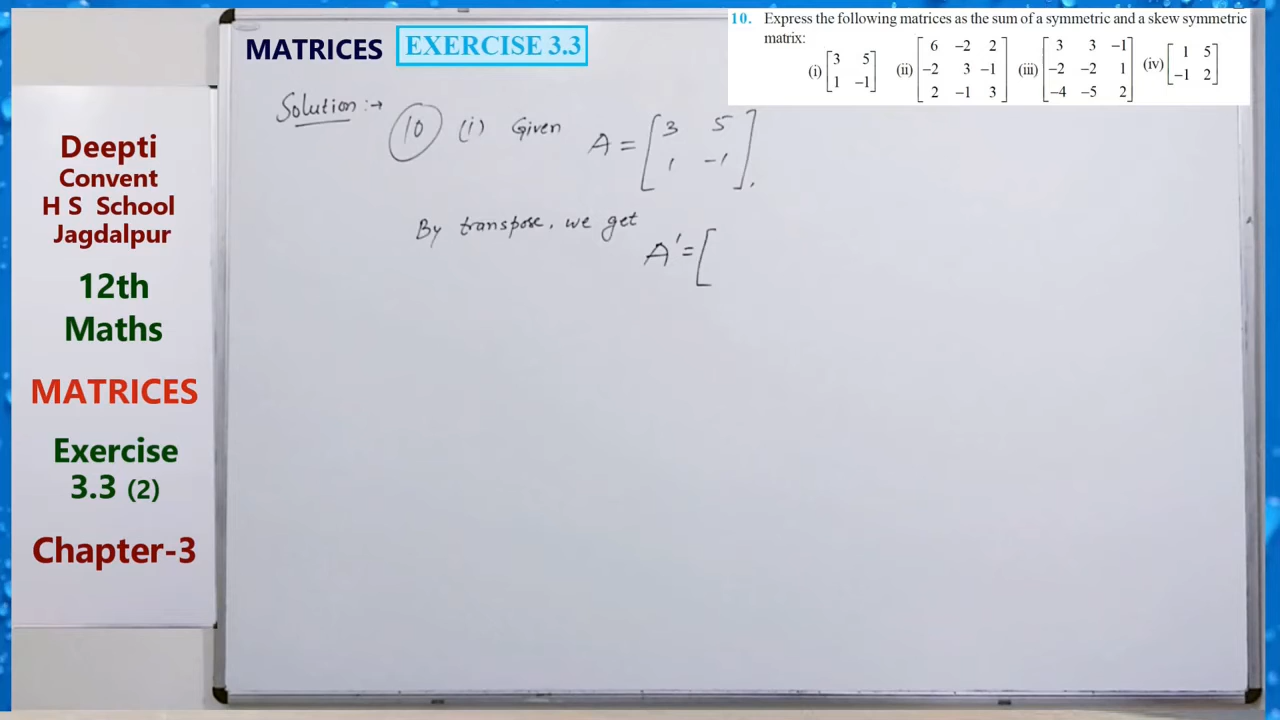 10. Express the following matrices as the sum of a symmetric and a skew symmetric
matrix:
(i) [3 5
1 −1] (ii) [6 −2 2
−2 3 −1
2 −1 3] (iii) [3 3 −1
−2 −2 1
−4 −5 2] (iv) [1 5
−1 2]
MATRICES EXERCISE 3.3
Solution :→
10 (i) Given A = [3 5
1 -1].
By transpose, we get
A' = [
Deepti
Convent
H S School
Jagdalpur
12th
Maths
MATRICES
Exercise
3.3 (2)
Chapter-3